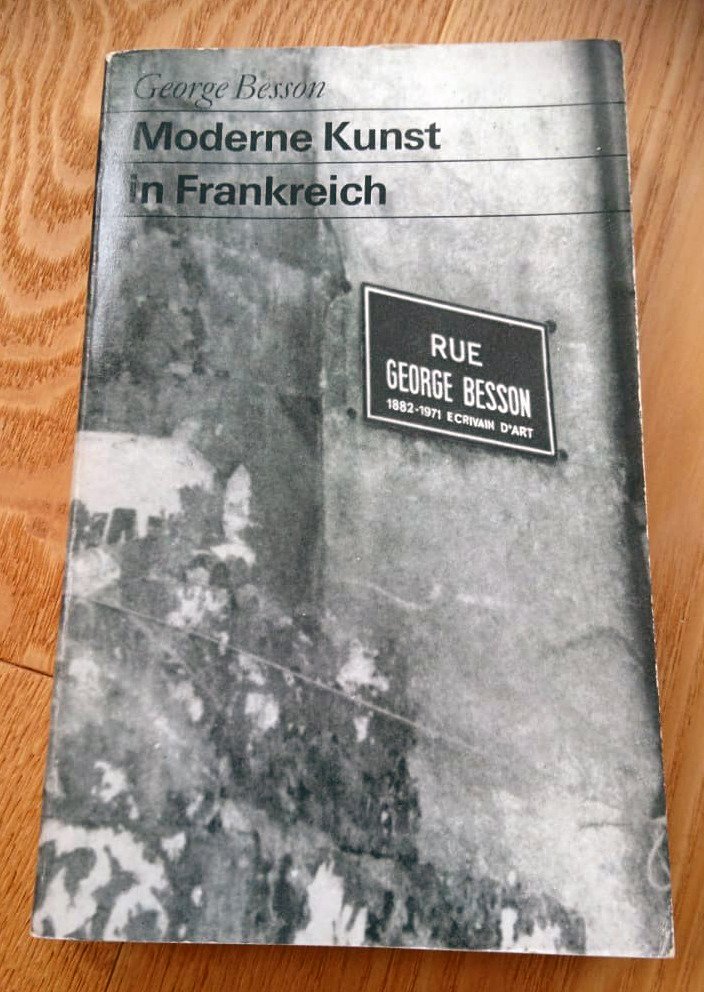 George Besson
Moderne Kunst
in Frankreich
RUE
GEORGE BESSON
1882-1971 ECRIVAIN D'ART